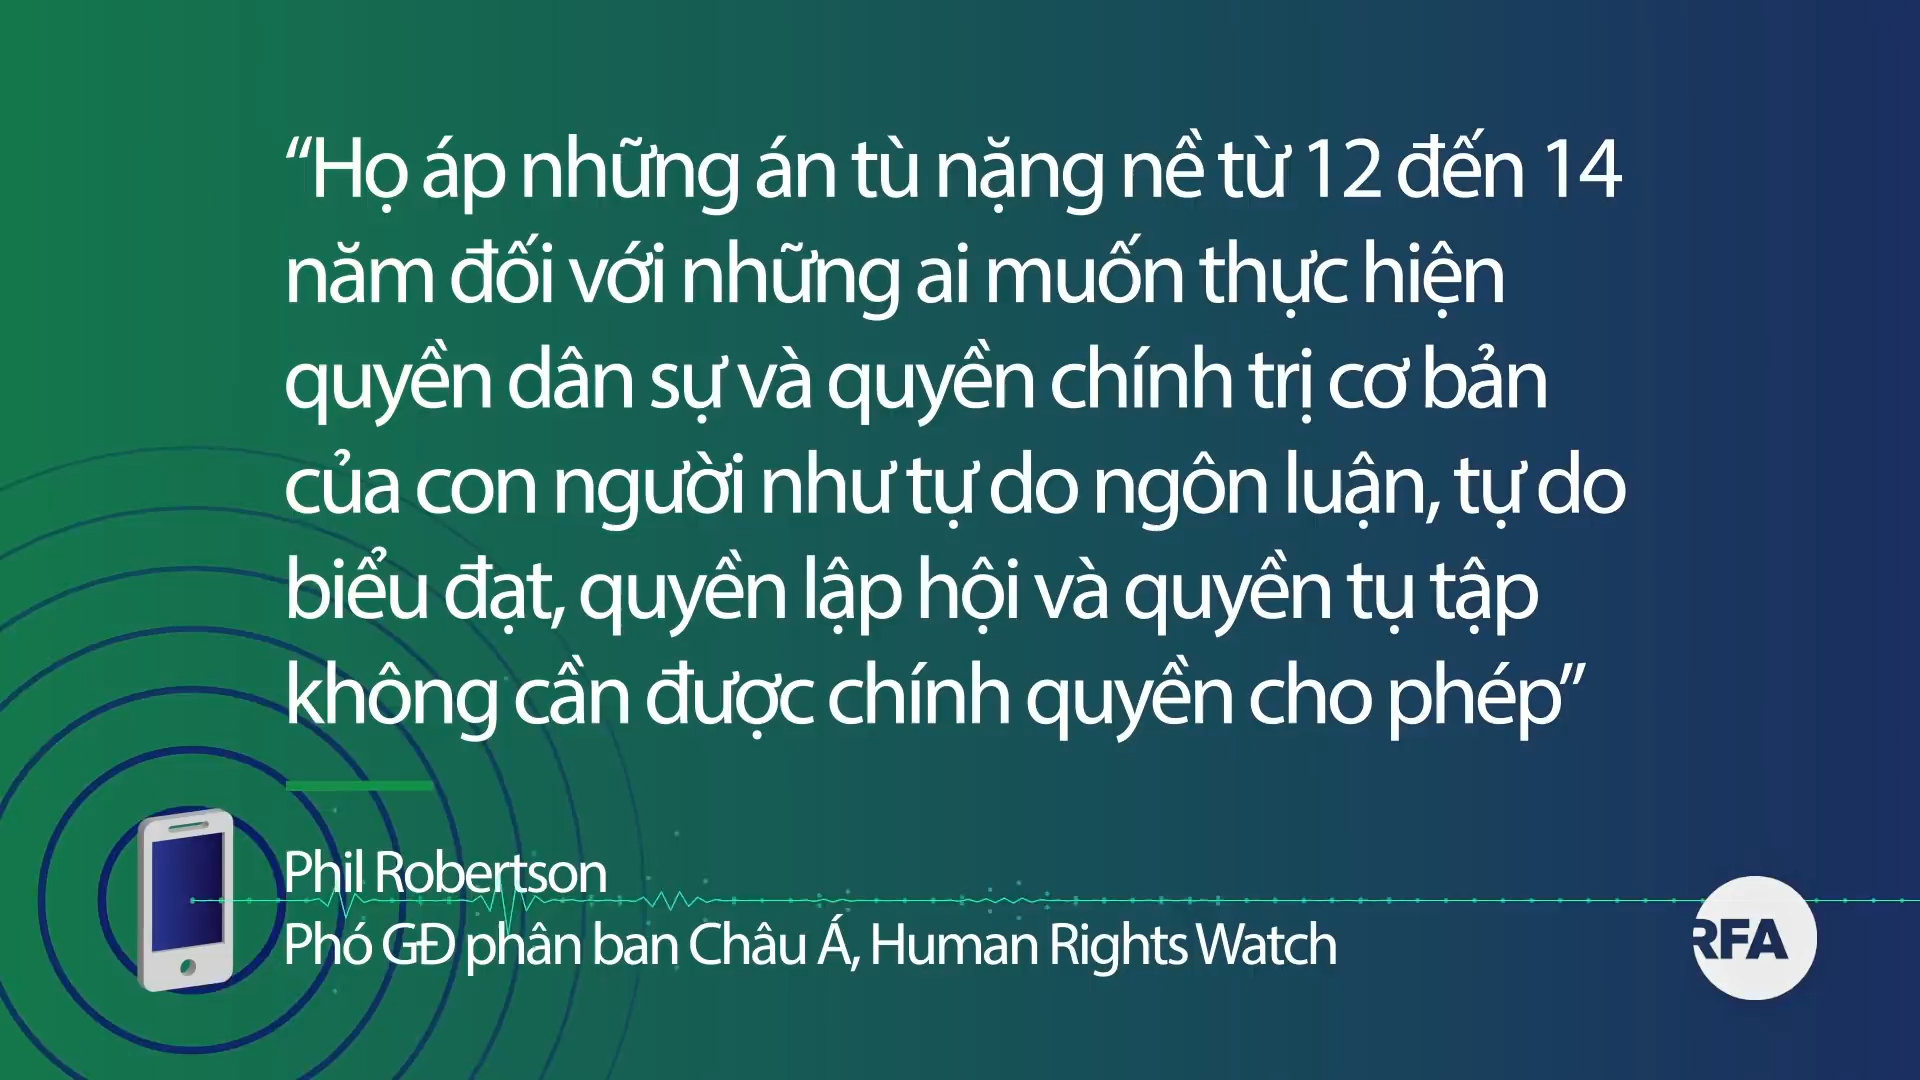 “Họ áp những án tù nặng nề từ 12 đến 14
năm đối với những ai muốn thực hiện
quyền dân sự và quyền chính trị cơ bản
của con người như tự do ngôn luận, tự do
biểu đạt, quyền lập hội và quyền tụ tập
không cần được chính quyền cho phép”
Phil Robertson
Phó GĐ phân ban Châu Á, Human Rights Watch
RFA